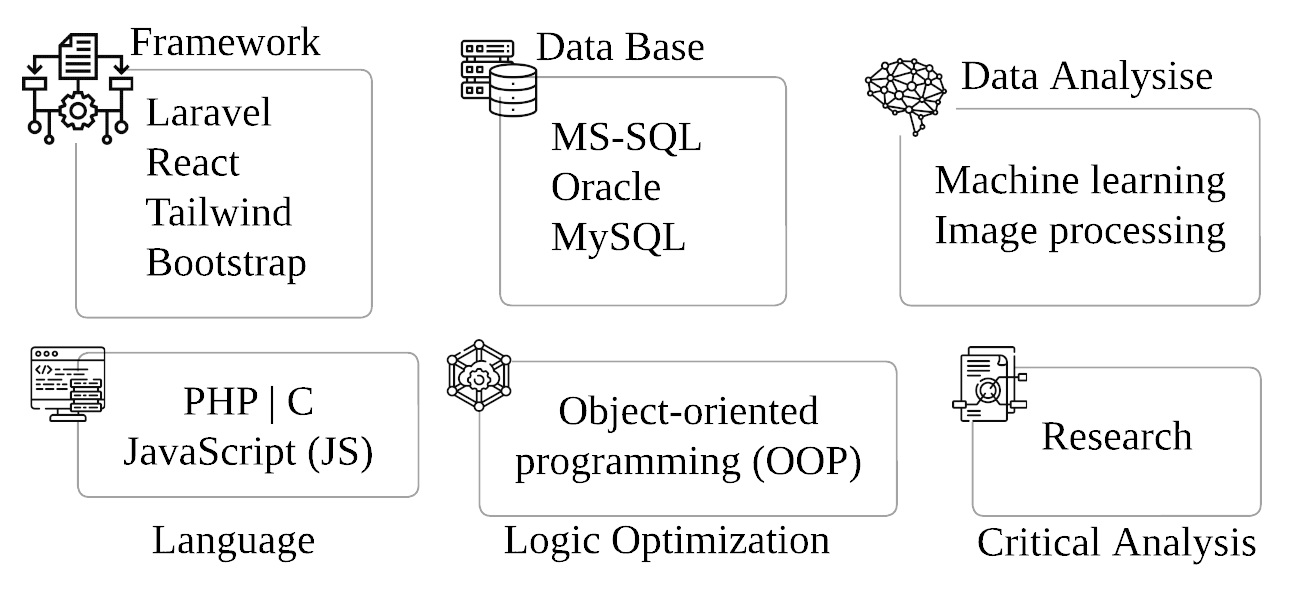 Framework
Laravel
React
Tailwind
Bootstrap
Data Base
MS-SQL
Oracle
MySQL
Data Analysise
Machine learning
Image processing
PHP | C
JavaScript (JS)
Language
Object-oriented
programming (OOP)
Logic Optimization
Research
Critical Analysis